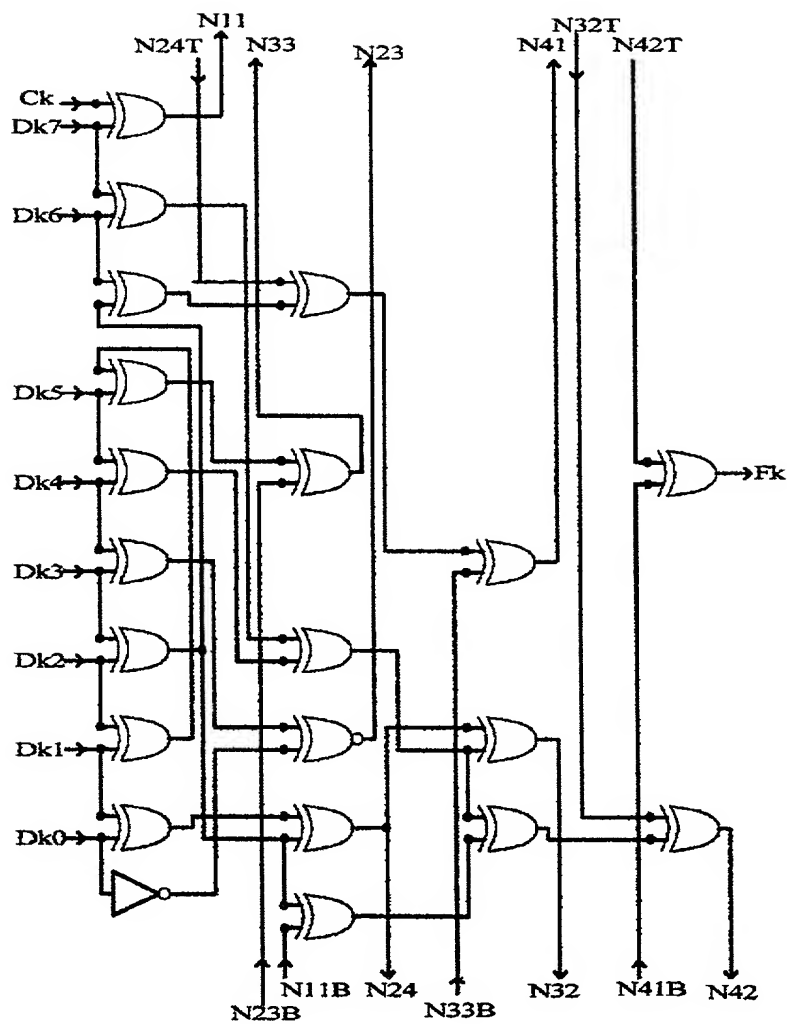 N11
N32T
N24T
N33
N23
N41
N42T
Ck
Dk7
Dk6
Dk5
Dk4
Fk
Dk3
Dk2
Dk1
Dk0
N11B
N24
N32
N41B
N42
N23B
N33B